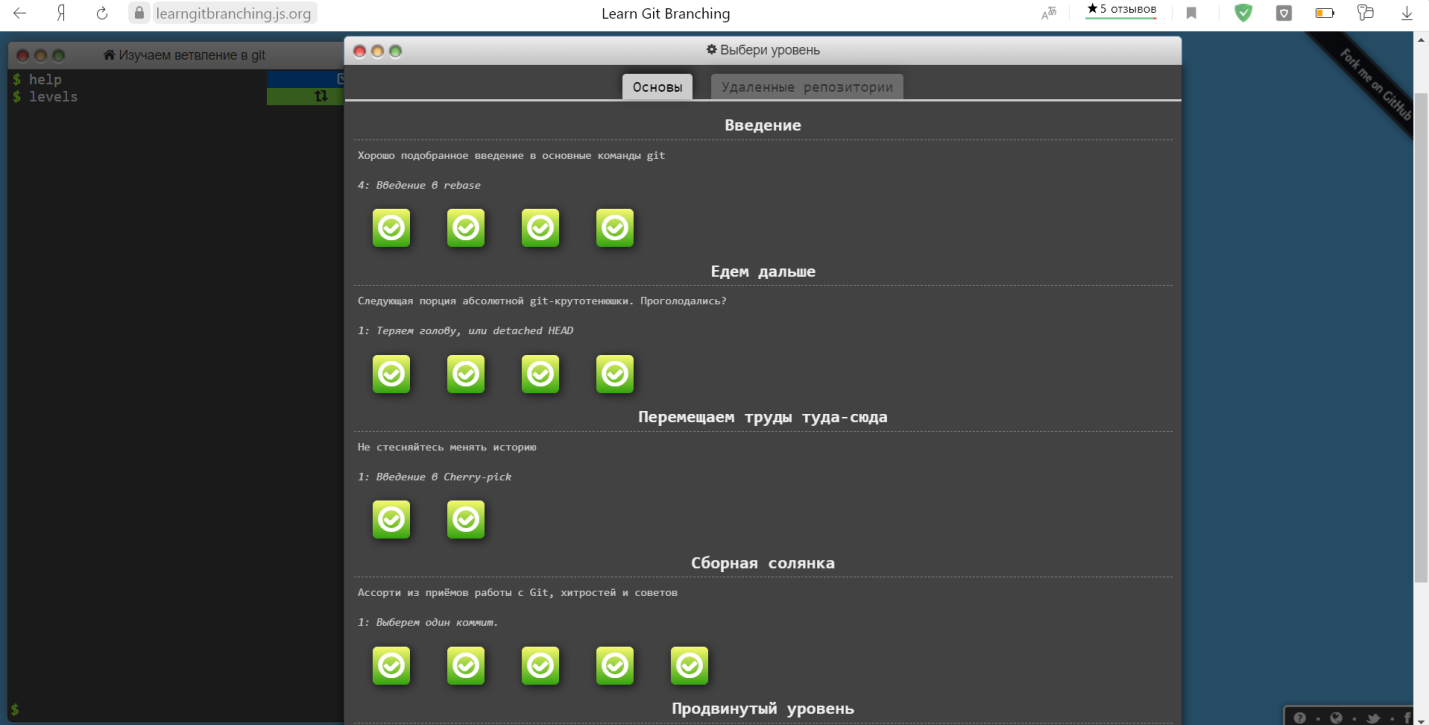 Я learngitbranching.js.org Learn Git Branching ★5 отзывов
Изучаем ветвление в git
$ help
$ levels
$
Выбери уровень
Основы Удаленные репозитории
Введение
Хорошо подобранное введение в основные команды git
4: Введение в rebase
Едем дальше
Следующая порция абсолютной git-крутотенюшки. Проголодались?
1: Теряем голову, или detached HEAD
Перемещаем труды туда-сюда
Не стесняйтесь менять историю
1: Введение в Cherry-pick
Сборная солянка
Ассорти из приёмов работы с Git, хитростей и советов
1: Выберем один коммит.
Продвинутый уровень
Fork me on GitHub